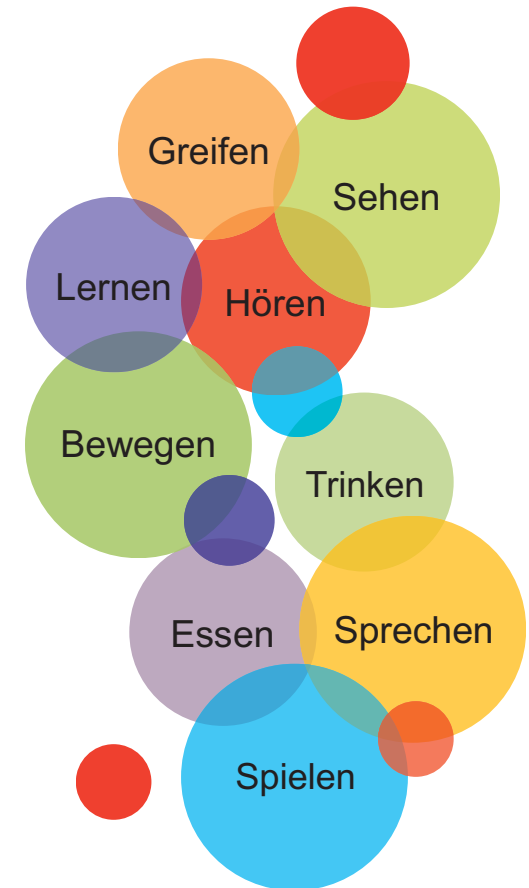 Greifen
Sehen
Lernen
Hören
Bewegen
Trinken
Essen
Sprechen
Spielen